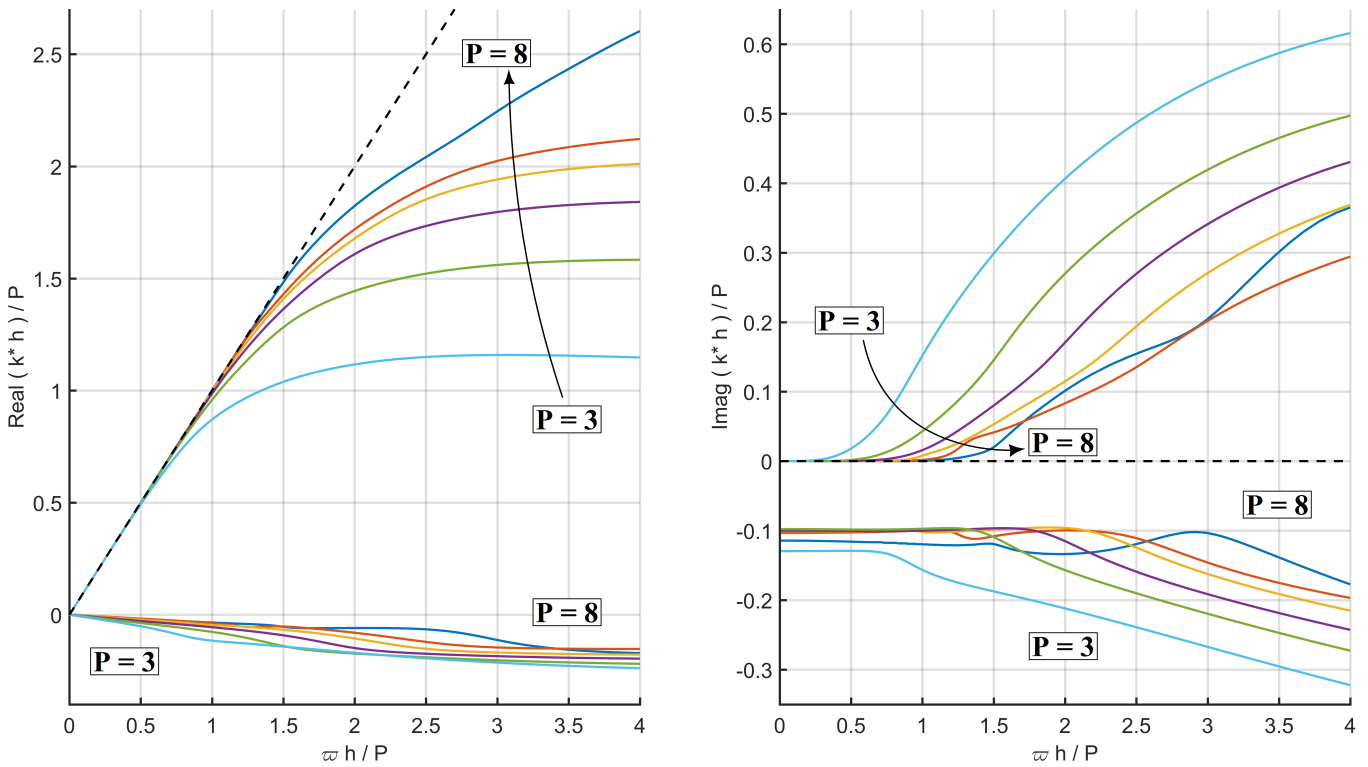 2.5
2
1.5
1
0.5
0
Real ( k* h ) / P
P = 8
P = 3
P = 8
P = 3
0 0.5 1 1.5 2 2.5 3 3.5 4
ϖ h / P
0.6
0.5
0.4
0.3
0.2
0.1
0
-0.1
-0.2
-0.3
Imag ( k* h ) / P
P = 3
P = 8
P = 8
P = 3
0 0.5 1 1.5 2 2.5 3 3.5 4
ϖ h / P